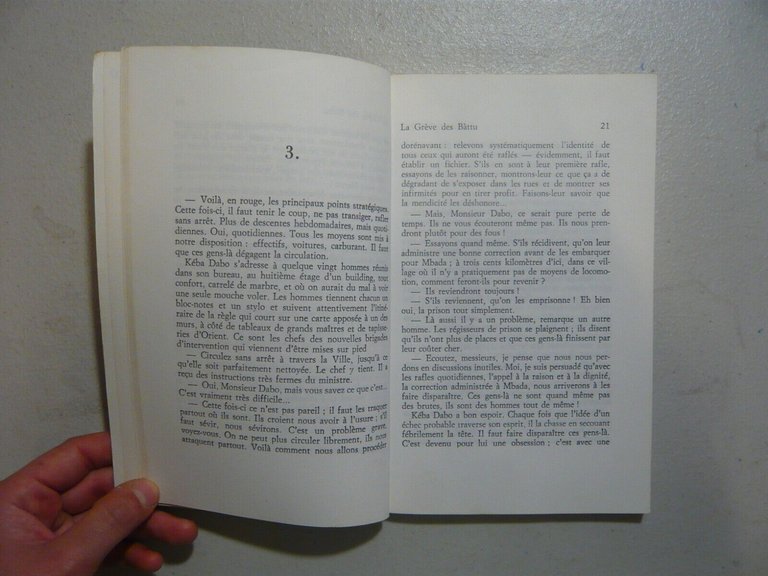 3.
— Voilà, en rouge, les principaux points stratégiques.
Cette fois-ci, il faut tenir le coup, ne pas transiger, rafler
sans arrêt. Plus de descentes hebdomadaires, mais quoti-
diennes. Oui, quotidiennes. Tous les moyens sont mis à
notre disposition : effectifs, voitures, carburant. Il faut
que ces gens-là dégagent la circulation.
Kéba Dabo s'adresse à quelque vingt hommes réunis
dans son bureau, au huitième étage d'un building, tout
confort, carrelé de marbre, et où on aurait du mal à voir
une seule mouche voler. Les hommes tiennent chacun un
bloc-notes et un stylo et suivent attentivement l'itiné-
raire de la règle qui court sur une carte apposée à un des
murs, à côté de tableaux de grands maîtres et de tapisse-
ries d'Orient. Ce sont les chefs des nouvelles brigades
d'intervention qui viennent d'être mises sur pied
— Circulez sans arrêt à travers la Ville, jusqu'à ce
qu'elle soit parfaitement nettoyée. Le chef y tient. Il a
reçu des instructions très fermes du ministre.
— Oui, Monsieur Dabo, mais vous savez ce que c'est...
C'est vraiment très difficile...
— Cette fois-ci ce n'est pas pareil ; il faut les traquer
partout où ils sont. Ils croient nous avoir à l'usure ; s'il
faut sévir, nous sévirons. C'est un problème grave,
voyez-vous. On ne peut plus circuler librement, ils nous
attaquent partout. Voilà comment nous allons procéder
La Grève des Bàttu 21
dorénavant : relevons systématiquement l'identité de
tous ceux qui auront été raflés — évidemment, il faut
établir un fichier. S'ils en sont à leur première rafle,
essayons de les raisonner, montrons-leur ce que ça a de
dégradant de s'exposer dans les rues et de montrer ses
infirmités pour en tirer profit. Faisons-leur savoir que
la mendicité les déshonore...
— Mais, Monsieur Dabo, ce serait pure perte de
temps. Ils ne vous écouteront même pas. Ils nous pren-
dront plutôt pour des fous !
— Essayons quand même. S'ils récidivent, qu'on leur
administre une bonne correction avant de les embarquer
pour Mbada ; à trois cents kilomètres d'ici, dans ce vil-
lage où il n'y a pratiquement pas de moyens de locomo-
tion, comment feront-ils pour revenir ?
— Ils reviendront toujours !
— S'ils reviennent, qu'on les emprisonne ! Eh bien
oui, la prison tout simplement.
— Là aussi il y a un problème, remarque un autre
homme. Les régisseurs de prison se plaignent ; ils disent
qu'ils n'ont plus de places et que ces gens-là finissent par
leur coûter cher.
— Ecoutez, messieurs, je pense que nous nous per-
dons en discussions inutiles. Moi, je suis persuadé qu'avec
les rafles quotidiennes, l'appel à la raison et à la dignité,
la correction administrée à Mbada, nous arriverons à les
faire disparaître. Ces gens-là ne sont quand même pas
des brutes, ils sont des hommes tout de même !
Kéba Dabo a bon espoir. Chaque fois que l'idée d'un
échec probable traverse son esprit, il la chasse en secouant
fébrilement la tête. Il faut faire disparaître ces gens-là.
C'est devenu pour lui une obsession ; c'est avec une